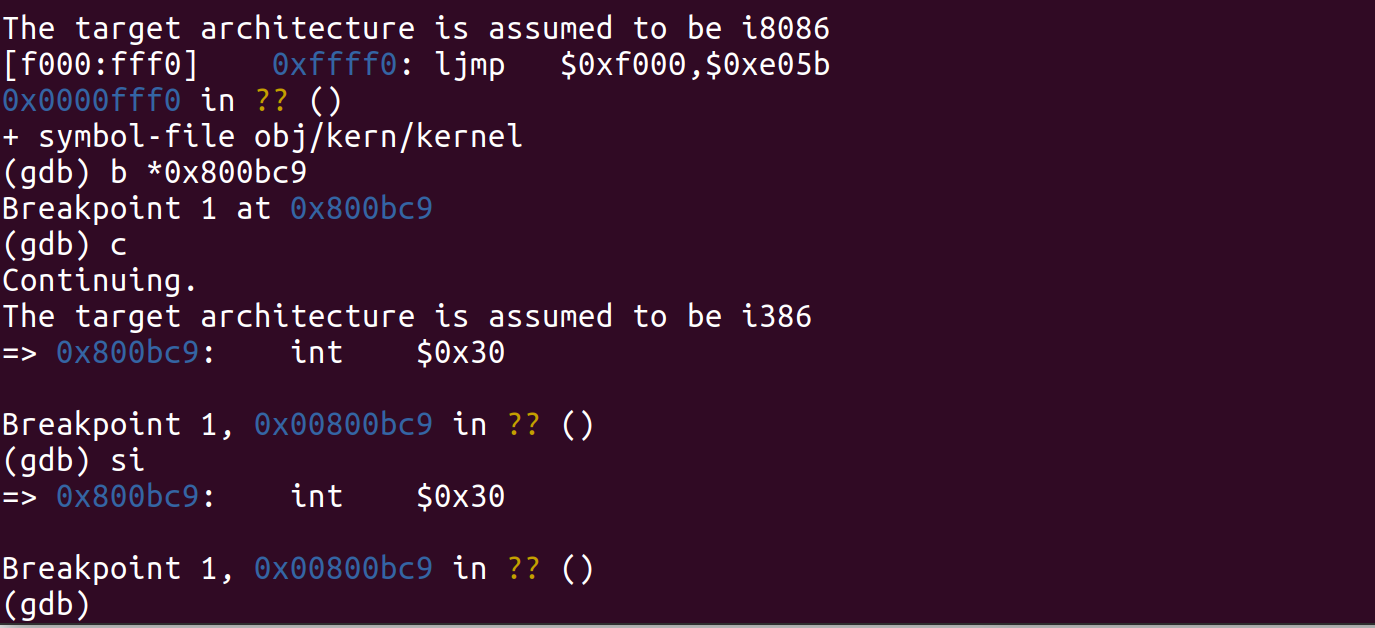 The target architecture is assumed to be i8086
[f000:fff0]    0xffff0: ljmp   $0xf000,$0xe05b
0x0000fff0 in ?? ()
+ symbol-file obj/kern/kernel
(gdb) b *0x800bc9
Breakpoint 1 at 0x800bc9
(gdb) c
Continuing.
The target architecture is assumed to be i386
=> 0x800bc9:    int    $0x30
Breakpoint 1, 0x00800bc9 in ?? ()
(gdb) si
=> 0x800bc9:    int    $0x30
Breakpoint 1, 0x00800bc9 in ?? ()
(gdb)